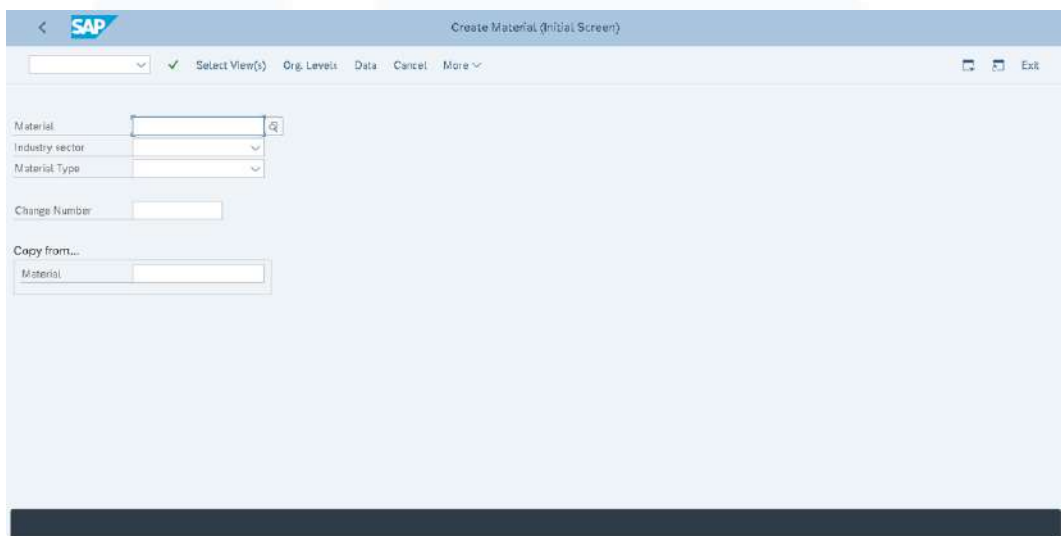 SAP
Create Material (Initial Screen)
Select View(s) Org. Levels Data Cancel More Exit
Material
Industry sector
Material Type
Change Number
Copy from...
Material